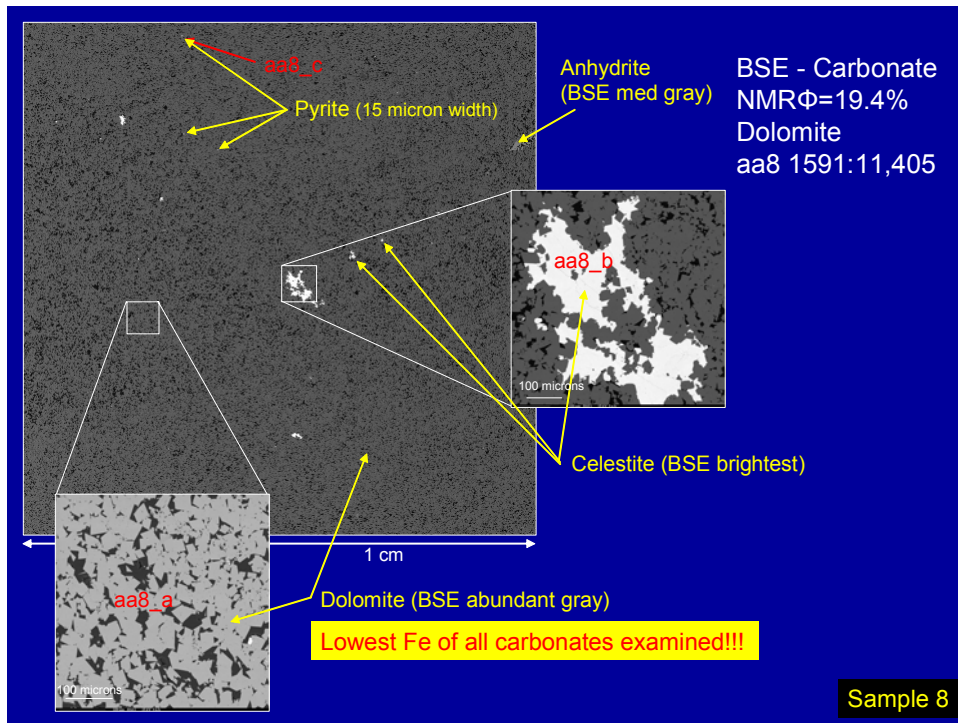 aa8_c
Pyrite (15 micron width)
Anhydrite
(BSE med gray)
BSE - Carbonate
NMRΦ=19.4%
Dolomite
aa8 1591:11,405
aa8_b
100 microns
Celestite (BSE brightest)
1 cm
aa8_a
100 microns
Dolomite (BSE abundant gray)
Lowest Fe of all carbonates examined!!!
Sample 8